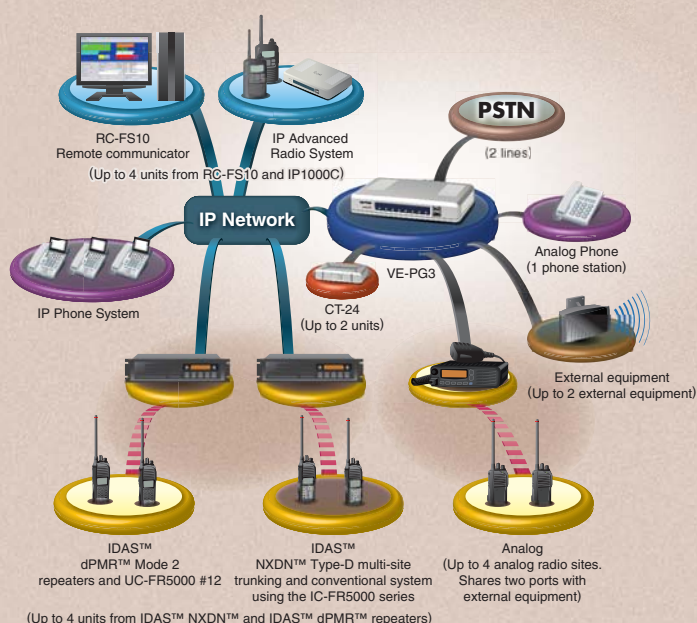 RC-FS10
Remote communicator
IP Advanced
Radio System
(Up to 4 units from RC-FS10 and IP1000C)
PSTN
(2 lines)
IP Network
VE-PG3
Analog Phone
(1 phone station)
IP Phone System
CT-24
(Up to 2 units)
External equipment
(Up to 2 external equipment)
IDAS™
dPMR™ Mode 2
repeaters and UC-FR5000 #12
IDAS™
NXDN™ Type-D multi-site
trunking and conventional system
using the IC-FR5000 series
Analog
(Up to 4 analog radio sites.
Shares two ports with
external equipment)
(Up to 4 units from IDAS™ NXDN™ and IDAS™ dPMR™ repeaters)